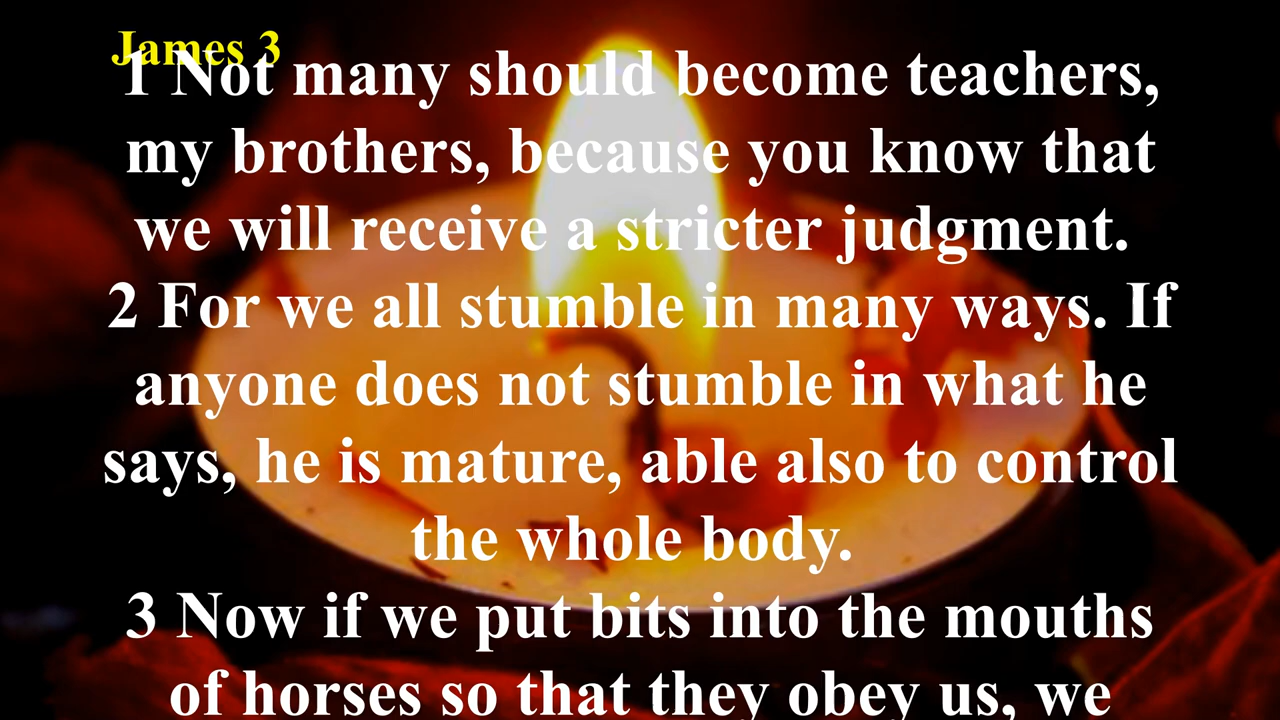 James 3
1 Not many should become teachers,
my brothers, because you know that
we will receive a stricter judgment.
2 For we all stumble in many ways. If
anyone does not stumble in what he
says, he is mature, able also to control
the whole body.
3 Now if we put bits into the mouths
of horses so that they obey us, we